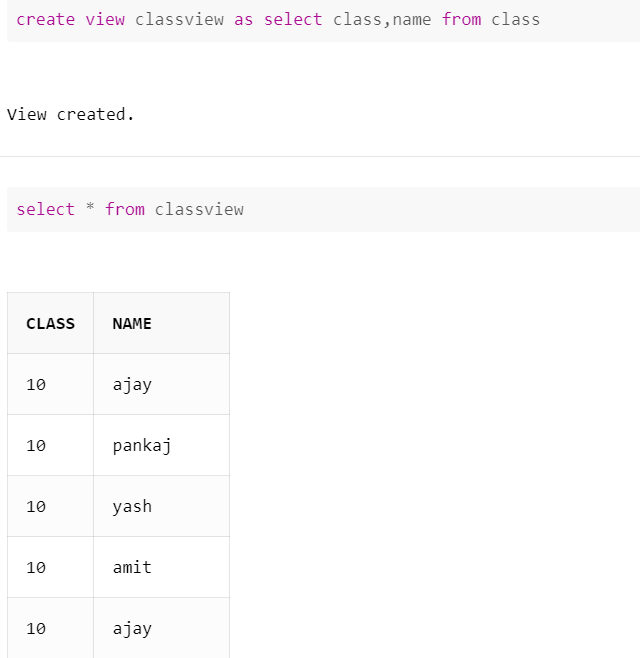 create view classview as select class,name from class
View created.
select * from classview
CLASS NAME
10 ajay
10 pankaj
10 yash
10 amit
10 ajay